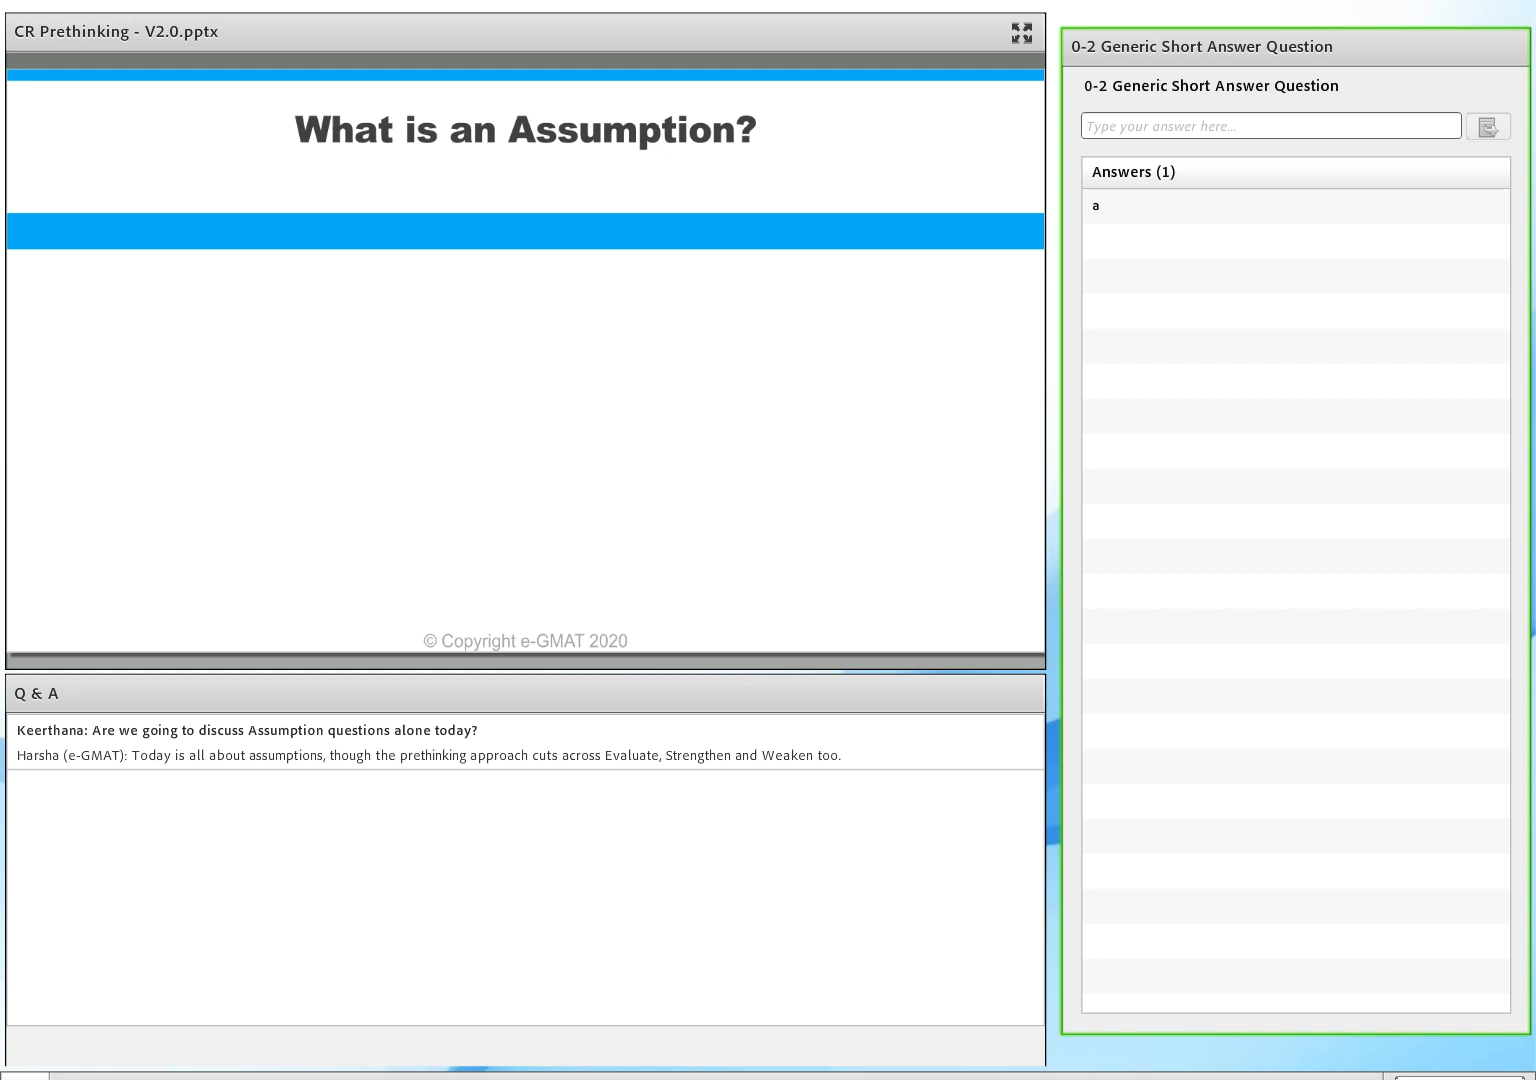 CR Prethinking - V2.0.pptx
What is an Assumption?
© Copyright e-GMAT 2020
Q & A
Keerthana: Are we going to discuss Assumption questions alone today?
Harsha (e-GMAT): Today is all about assumptions, though the prethinking approach cuts across Evaluate, Strengthen and Weaken too.
0-2 Generic Short Answer Question
0-2 Generic Short Answer Question
Type your answer here...
Answers (1)
a